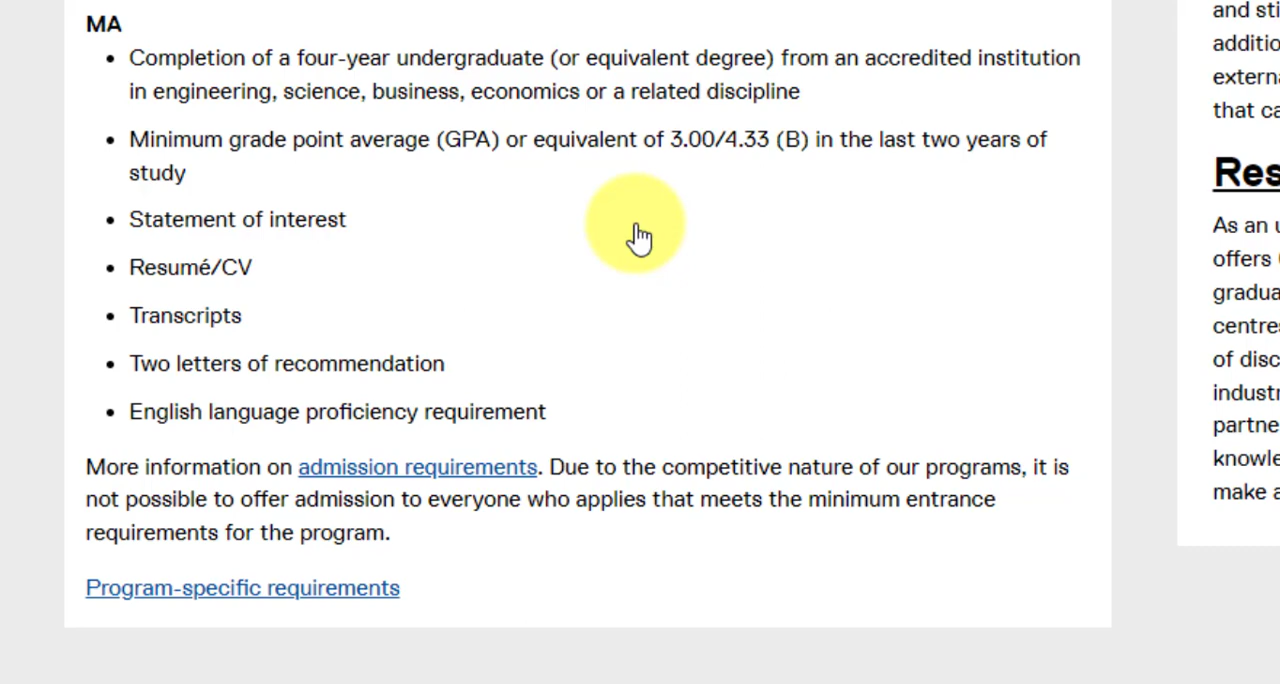 MA
• Completion of a four-year undergraduate (or equivalent degree) from an accredited institution
in engineering, science, business, economics or a related discipline
• Minimum grade point average (GPA) or equivalent of 3.00/4.33 (B) in the last two years of
study
• Statement of interest
• Resumé/CV
• Transcripts
• Two letters of recommendation
• English language proficiency requirement
More information on admission requirements. Due to the competitive nature of our programs, it is
not possible to offer admission to everyone who applies that meets the minimum entrance
requirements for the program.
Program-specific requirements
and sti
additio
externa
that ca
Res
As an u
offers
gradua
centres
of disc
industr
partne
knowle
make a